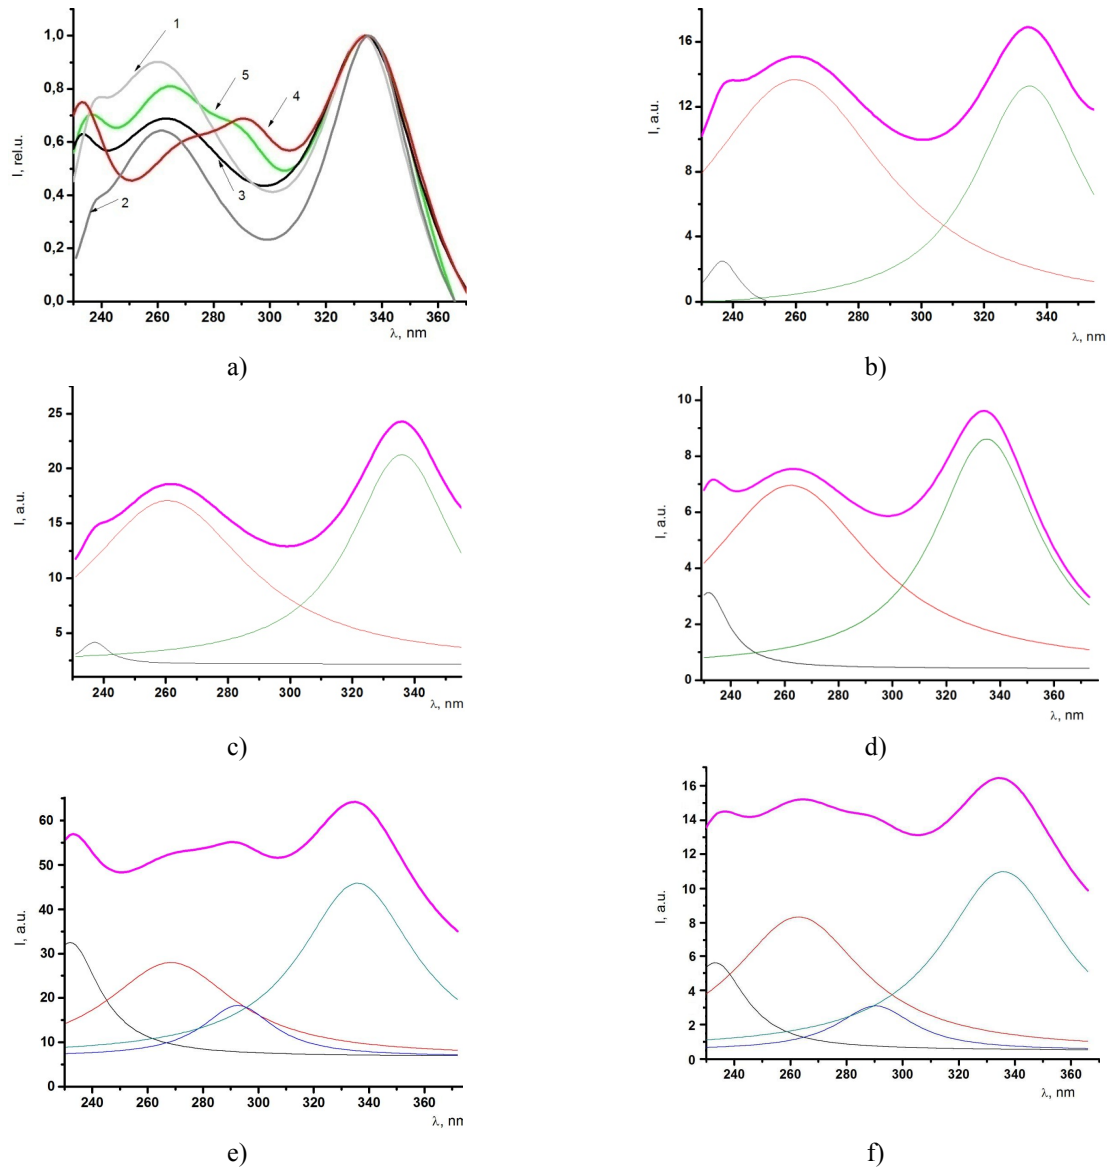 I, rel.u.
1,0
0,8
0,6
0,4
0,2
0,0
1
5
4
3
2
240 260 280 300 320 340 360
λ, nm
a)
I, a.u.
16
12
8
4
0
240 260 280 300 320 340
λ, nm
b)
I, a.u.
25
20
15
10
5
240 260 280 300 320 340
λ, nm
c)
I, a.u.
10
8
6
4
2
0
240 260 280 300 320 340 360
λ, nm
d)
I, a.u.
60
50
40
30
20
10
0
240 260 280 300 320 340 360
λ, nm
e)
I, a.u.
16
14
12
10
8
6
4
2
0
240 260 280 300 320 340 360
λ, nm
f)